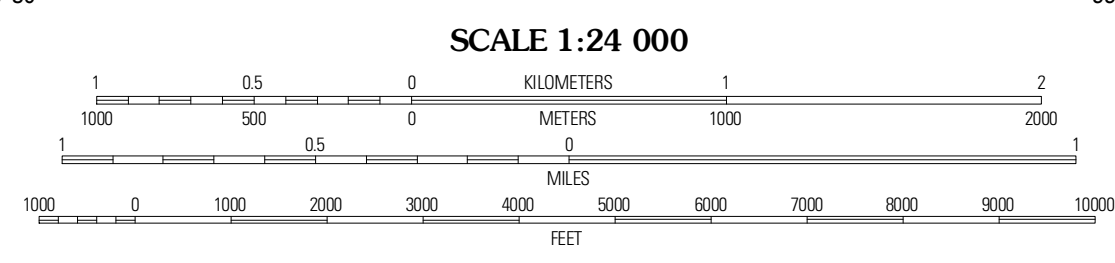 SCALE 1:24 000
1 0.5 0 KILOMETERS 1 2
1000 500 0 METERS 1000 2000
1 0.5 0 1
MILES
1000 0 1000 2000 3000 4000 5000 6000 7000 8000 9000 10000
FEET